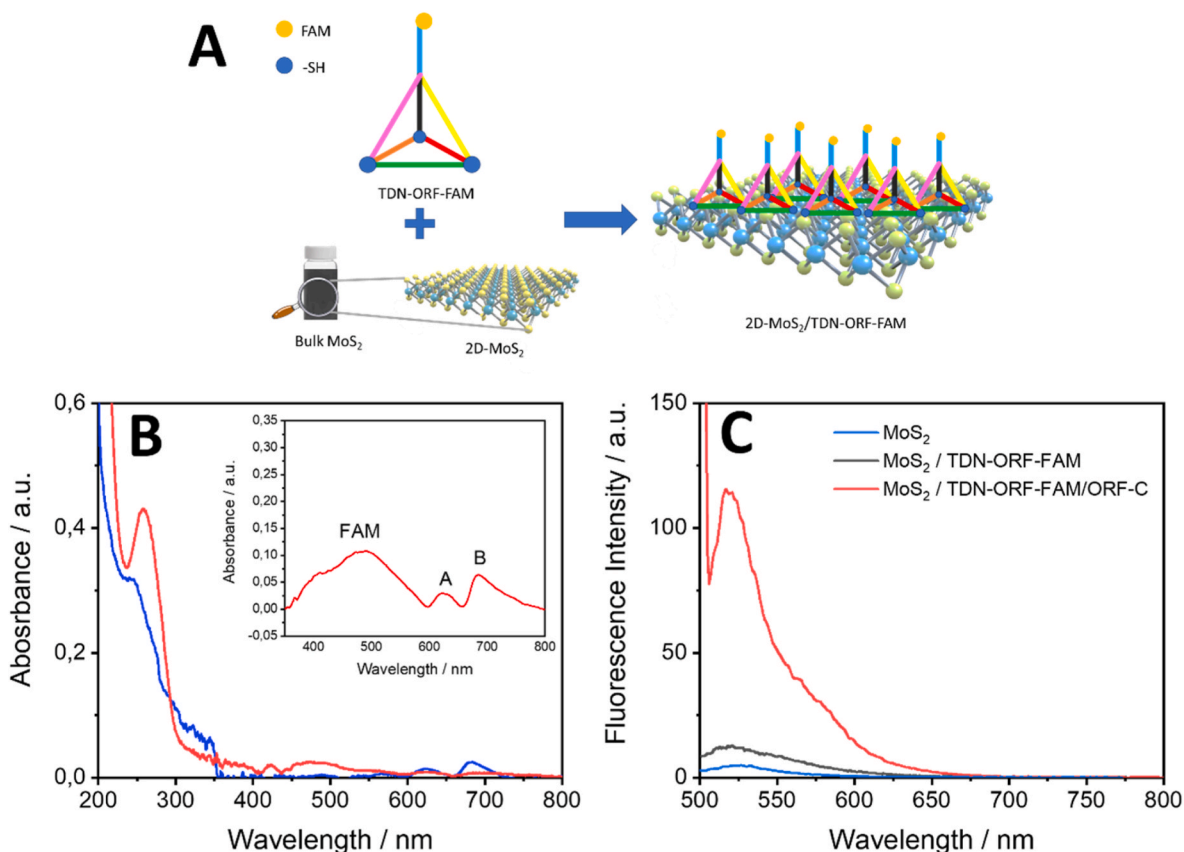 A
FAM
-SH
TDN-ORF-FAM
+
Bulk MoS₂
2D-MoS₂
2D-MoS₂/TDN-ORF-FAM
B
Abosrbance / a.u.
0,6
0,4
0,2
0,0
200 300 400 500 600 700 800
Wavelength / nm
Absorbance / a.u.
0,35
0,30
0,25
0,20
0,15
0,10
0,05
0,00
-0,05
FAM
A
B
400 500 600 700 800
Wavelength / nm
C
Fluorescence Intensity / a.u.
150
100
50
0
MoS₂
MoS₂ / TDN-ORF-FAM
MoS₂ / TDN-ORF-FAM/ORF-C
500 550 600 650 700 750 800
Wavelength / nm